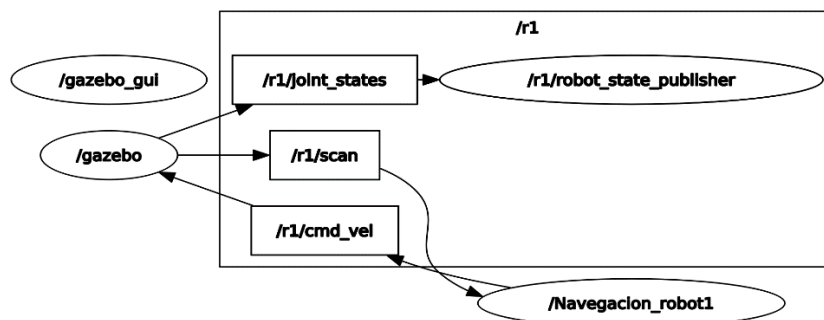 /r1
/gazebo_gui
/r1/joint_states
/r1/robot_state_publisher
/gazebo
/r1/scan
/r1/cmd_vel
/Navegacion_robot1